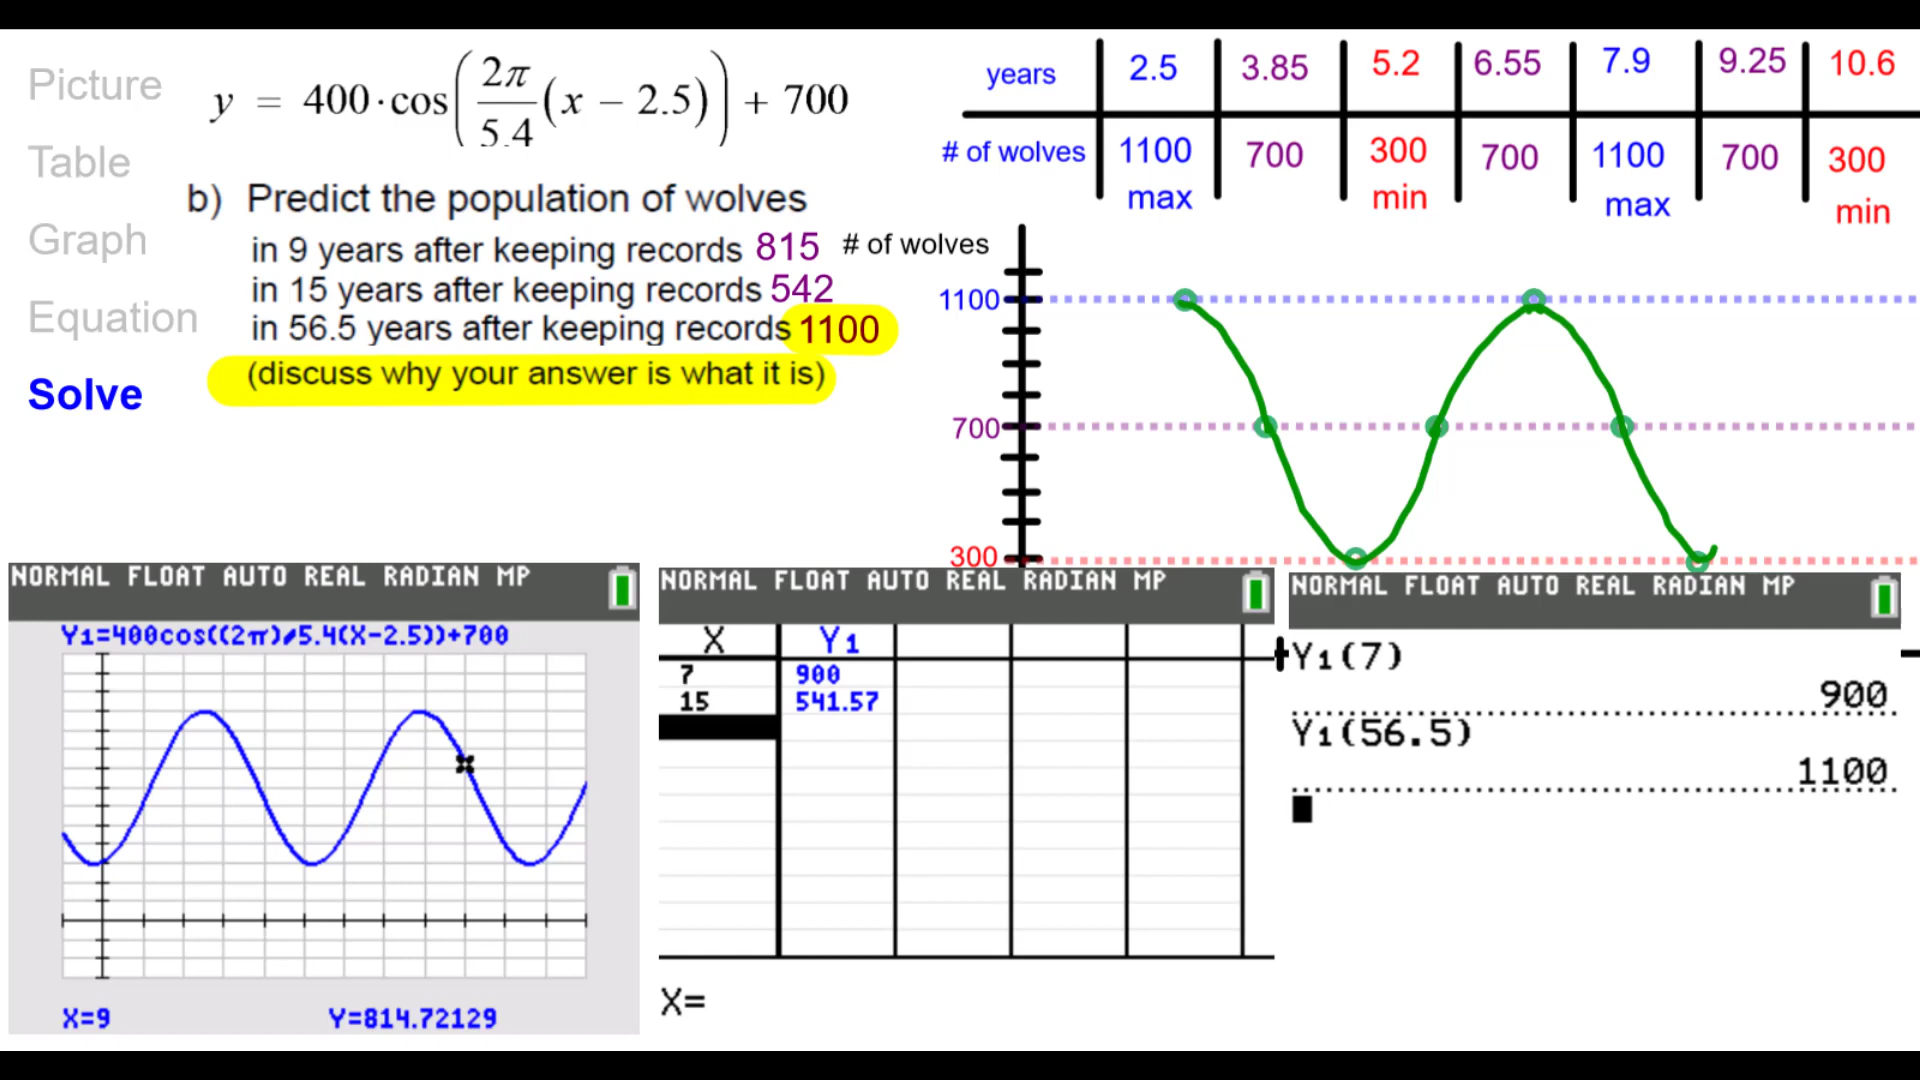 Picture
Table
Graph
Equation
Solve
y = 400·cos(2π/5.4(x − 2.5)) + 700
b) Predict the population of wolves
in 9 years after keeping records 815
in 15 years after keeping records 542
in 56.5 years after keeping records 1100
(discuss why your answer is what it is)
years 2.5 3.85 5.2 6.55 7.9 9.25 10.6
# of wolves 1100 700 300 700 1100 700 300
max min max min
# of wolves
1100
700
300
NORMAL FLOAT AUTO REAL RADIAN MP
Y1=400cos((2π)/5.4(X-2.5))+700
X=9 Y=814.72129
NORMAL FLOAT AUTO REAL RADIAN MP
X Y1
7 900
15 541.57
X=
NORMAL FLOAT AUTO REAL RADIAN MP
Y1(7)
900
Y1(56.5)
1100